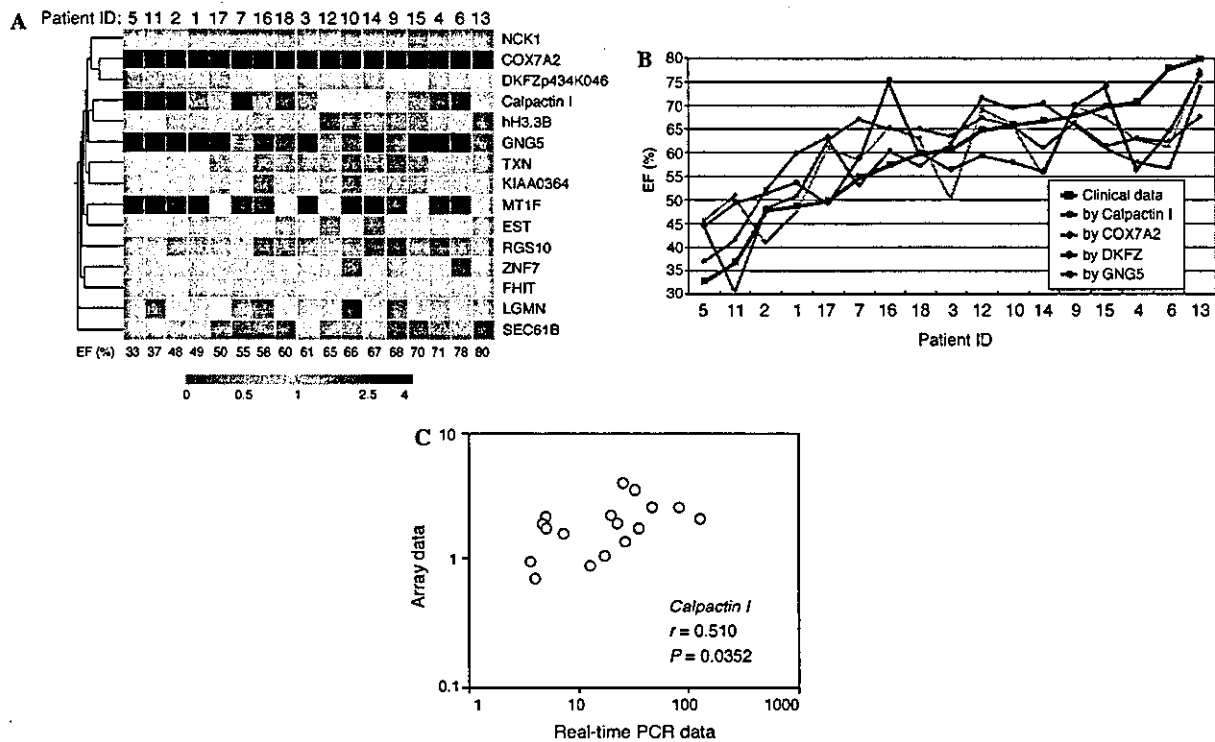 A
Patient ID: 5 11 2 1 17 7 16 18 3 12 10 14 9 15 4 6 13
NCK1
COX7A2
DKFZp434K046
Calpactin I
hH3.3B
GNG5
TXN
KIAA0364
MT1F
EST
RGS10
ZNF7
FHIT
LGMN
SEC61B
EF (%) 33 37 48 49 50 55 58 60 61 65 66 67 68 70 71 78 80
0 0.5 1 2.5 4
B
80
75
70
65
60
55
50
45
40
35
30
EF (%)
Clinical data
by Calpactin I
by COX7A2
by DKFZ
by GNG5
5 11 2 1 17 7 16 18 3 12 10 14 9 15 4 6 13
Patient ID
C
10
1
0.1
Array data
Calpactin I
r = 0.510
P = 0.0352
1 10 100 1000
Real-time PCR data